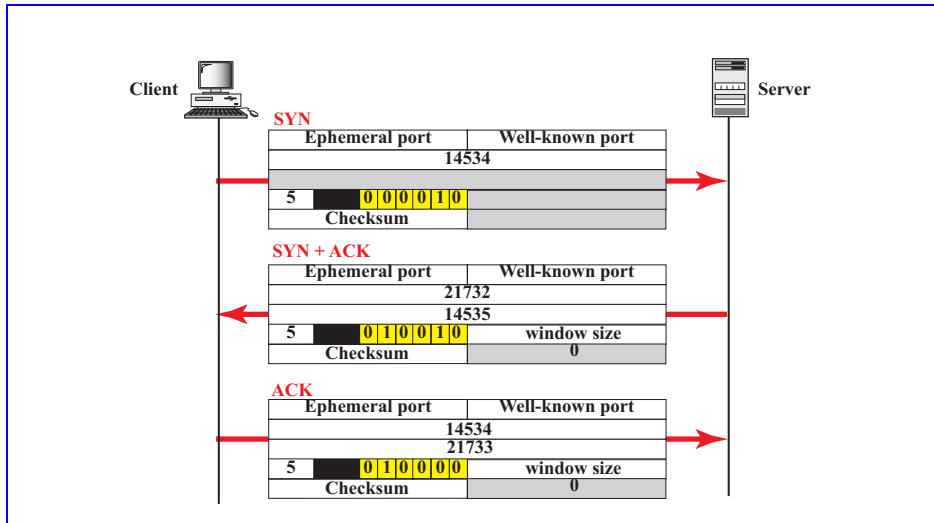 Client
Server
SYN
Ephemeral port Well-known port
14534
5 0 0 0 0 1 0
Checksum
SYN + ACK
Ephemeral port Well-known port
21732
14535
5 0 1 0 0 1 0 window size
Checksum 0
ACK
Ephemeral port Well-known port
14534
21733
5 0 1 0 0 0 0 window size
Checksum 0